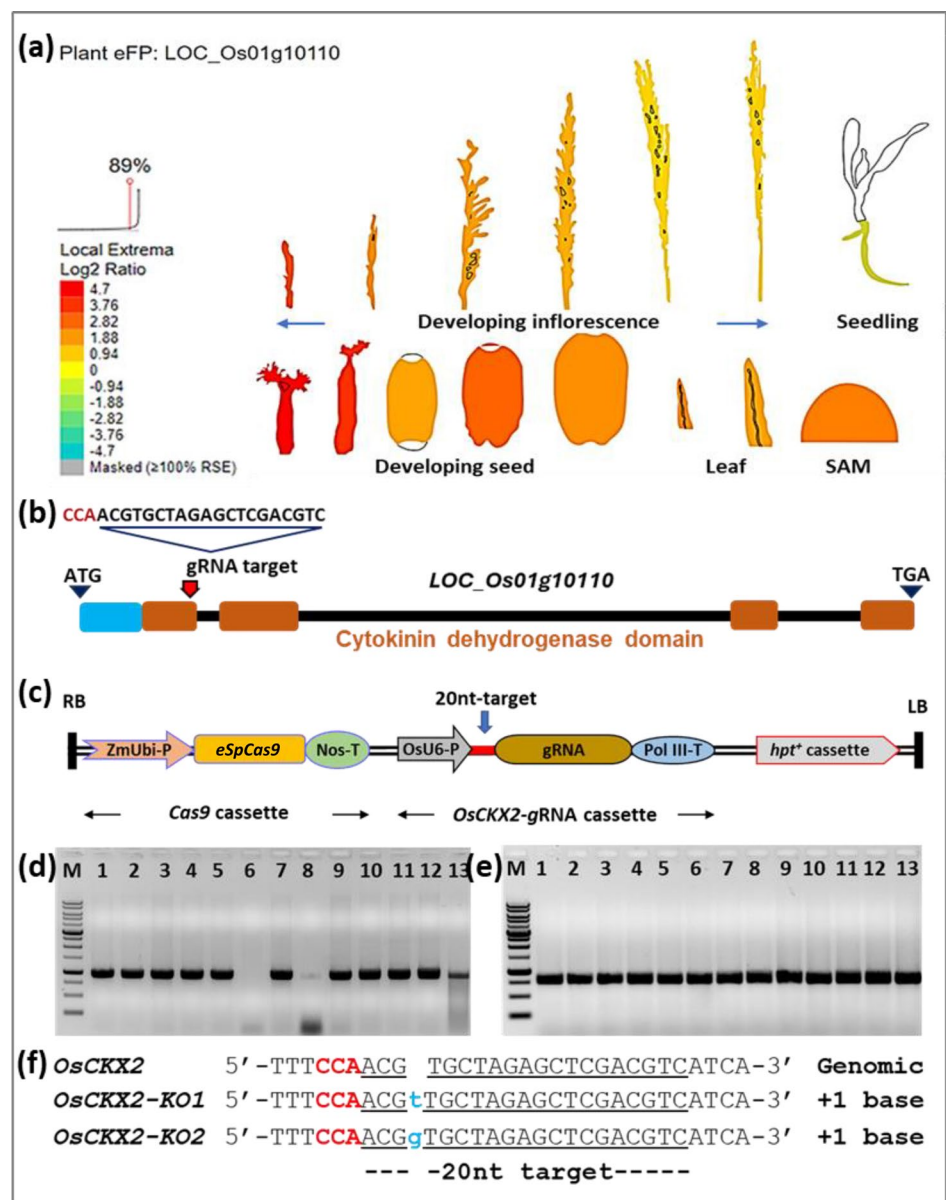 (a) Plant eFP: LOC_Os01g10110
89%
Local Extrema
Log2 Ratio
4.7
3.76
2.82
1.88
0.94
0
-0.94
-1.88
-2.82
-3.76
-4.7
Masked (≥100% RSE)
Developing inflorescence
Seedling
Developing seed
Leaf
SAM
(b)
CCAACGTGCTAGAGCTCGACGTC
gRNA target
ATG
LOC_Os01g10110
TGA
Cytokinin dehydrogenase domain
(c)
RB
20nt-target
LB
ZmUbi-P
eSpCas9
Nos-T
OsU6-P
gRNA
Pol III-T
hpt+ cassette
Cas9 cassette
OsCKX2-gRNA cassette
(d)
M 1 2 3 4 5 6 7 8 9 10 11 12 13
(e)
M 1 2 3 4 5 6 7 8 9 10 11 12 13
(f) OsCKX2 5′-TTTCCAACG TGCTAGAGCTCGACGTCATCA-3′ Genomic
OsCKX2-KO1 5′-TTTCCAACGtTGCTAGAGCTCGACGTCATCA-3′ +1 base
OsCKX2-KO2 5′-TTTCCAACGgTGCTAGAGCTCGACGTCATCA-3′ +1 base
--- -20nt target-----